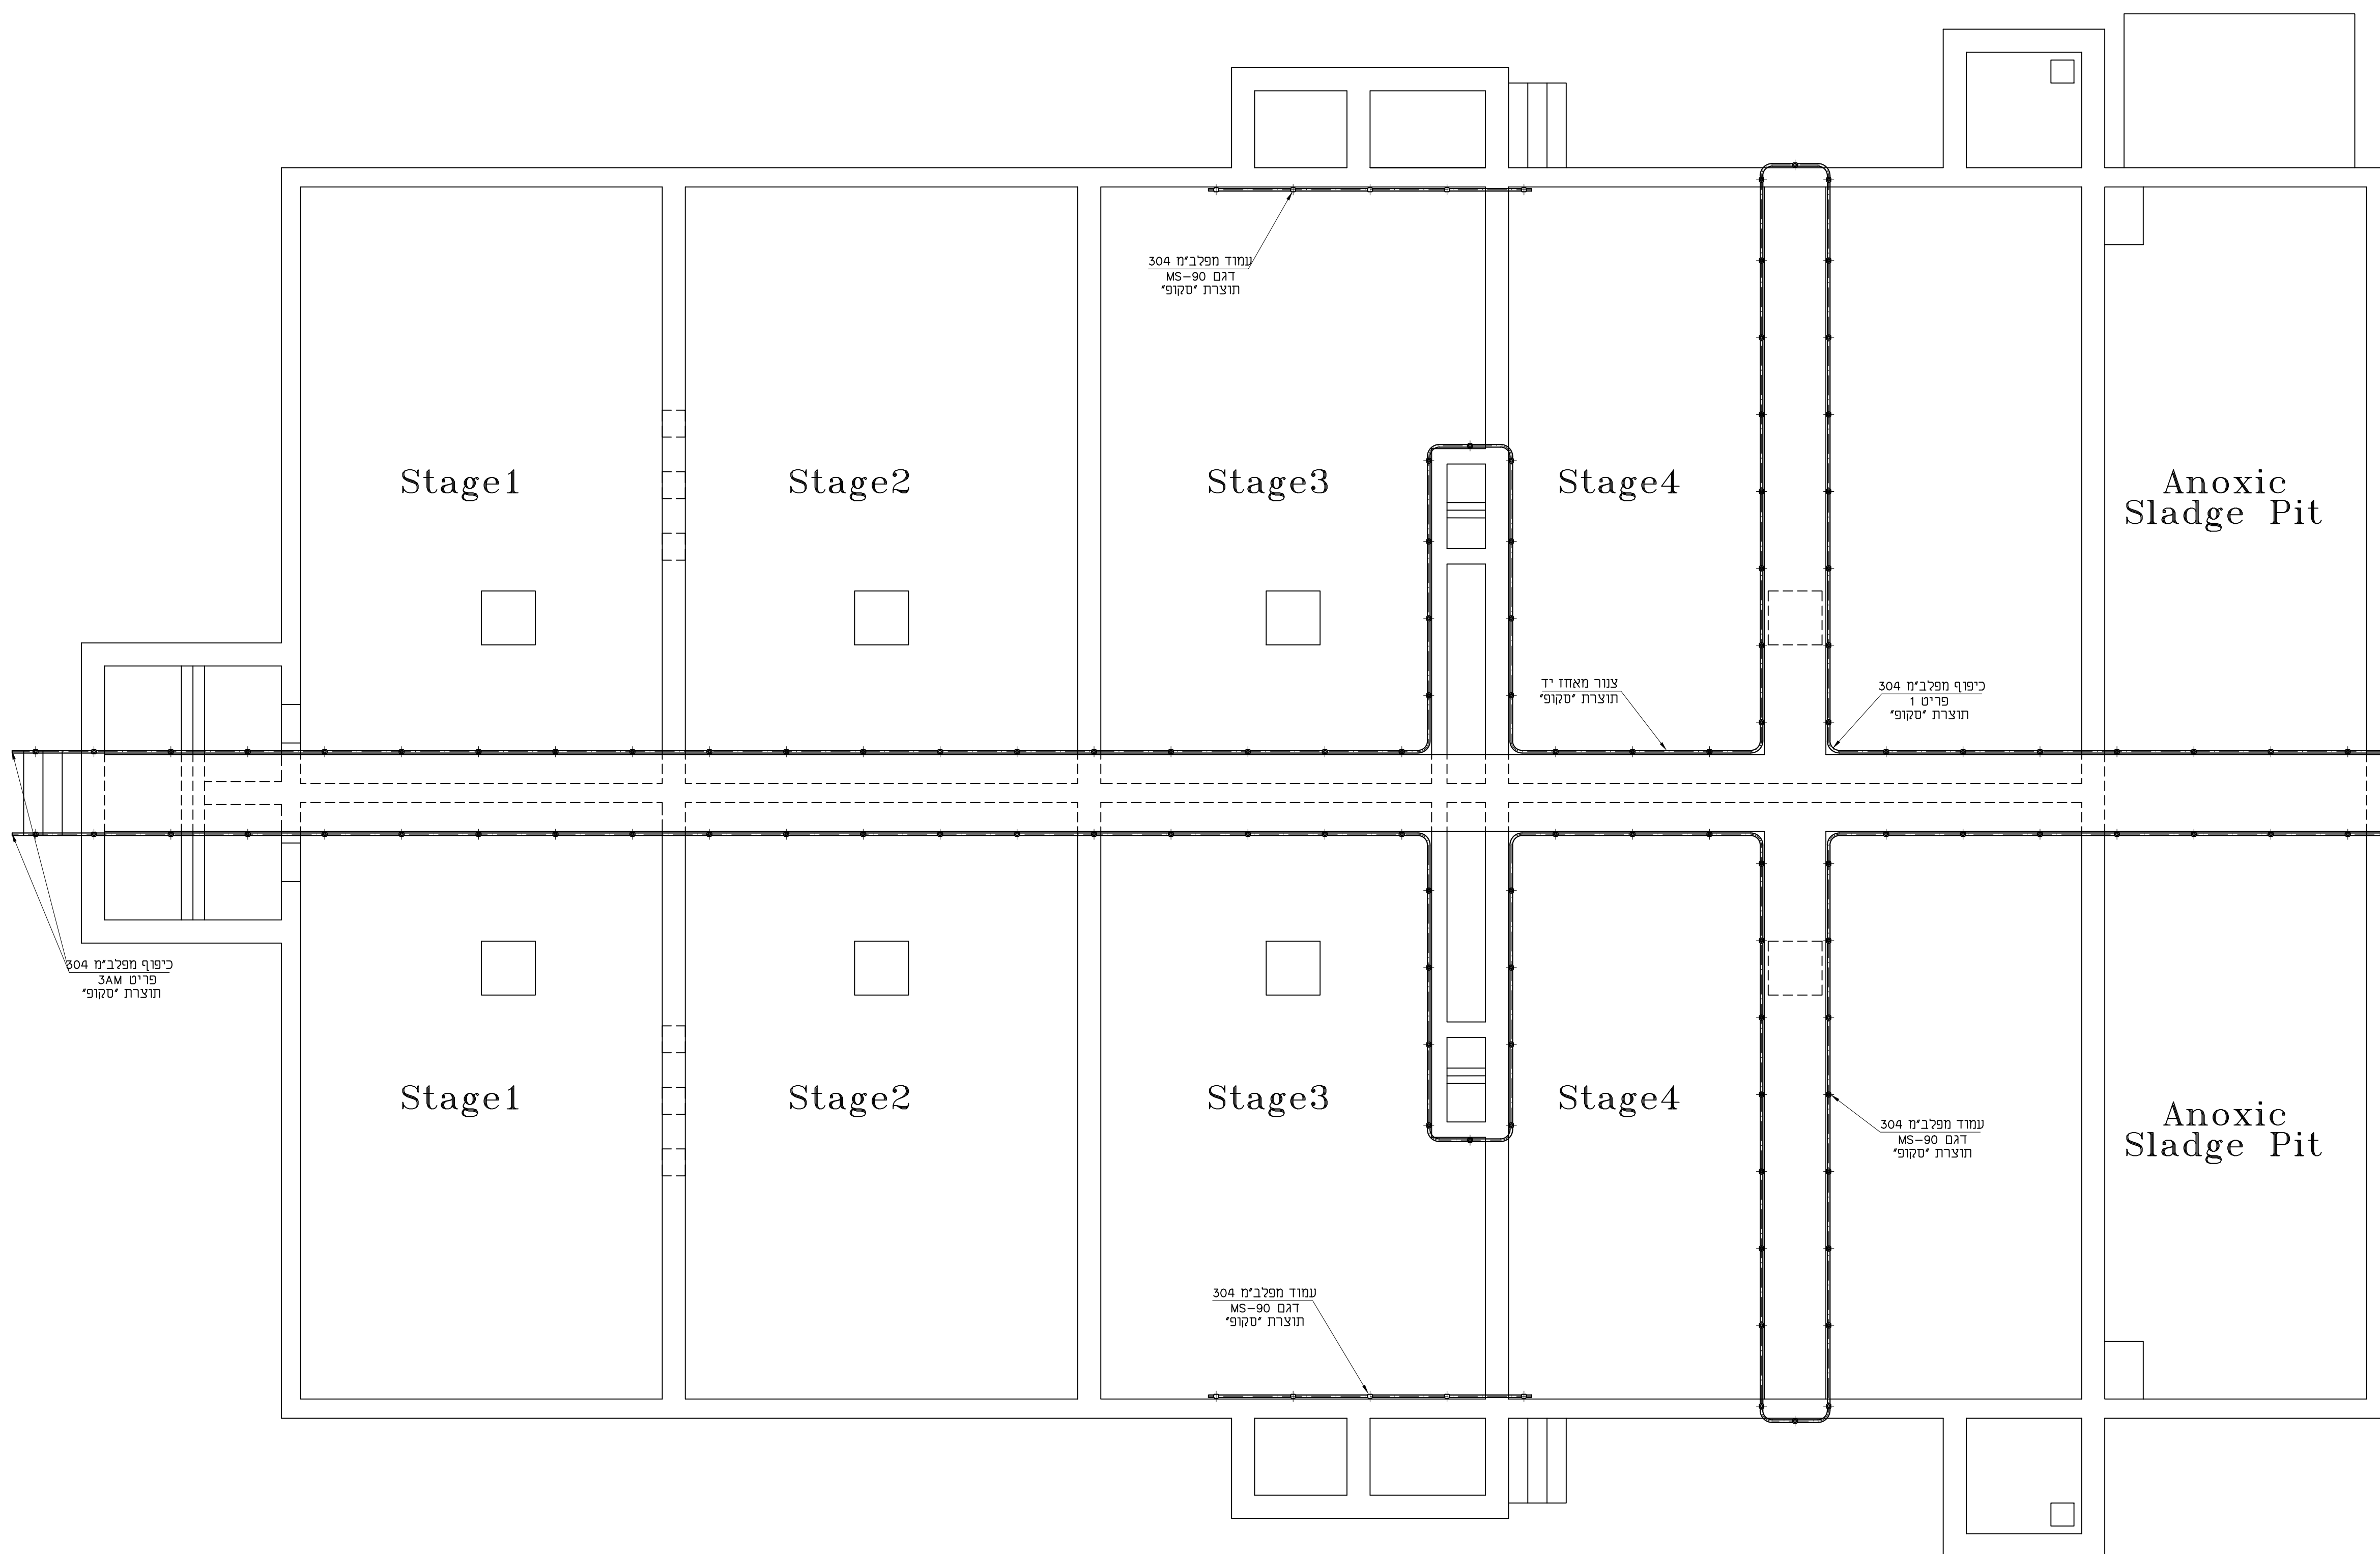 עמוד מפלב"מ 304
דגם MS-90
תוצרת "סקופ"
Stage1
Stage2
Stage3
Stage4
Anoxic
Sladge Pit
צנור מאחז יד
תוצרת "סקופ"
כיפוף מפלב"מ 304
פריט 1
תוצרת "סקופ"
כיפוף מפלב"מ 304
פריט 3AM
תוצרת "סקופ"
Stage1
Stage2
Stage3
Stage4
Anoxic
Sladge Pit
עמוד מפלב"מ 304
דגם MS-90
תוצרת "סקופ"
עמוד מפלב"מ 304
דגם MS-90
תוצרת "סקופ"